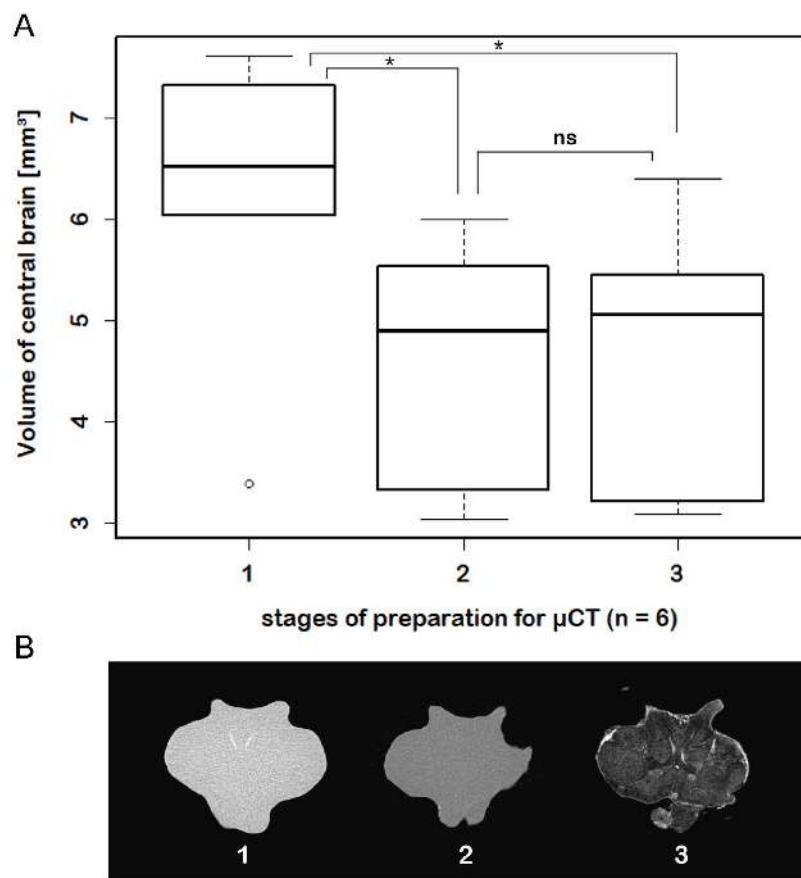 A
Volume of central brain [mm³]
7
6
5
4
3
*
*
ns
1 2 3
stages of preparation for µCT (n = 6)
B
1 2 3